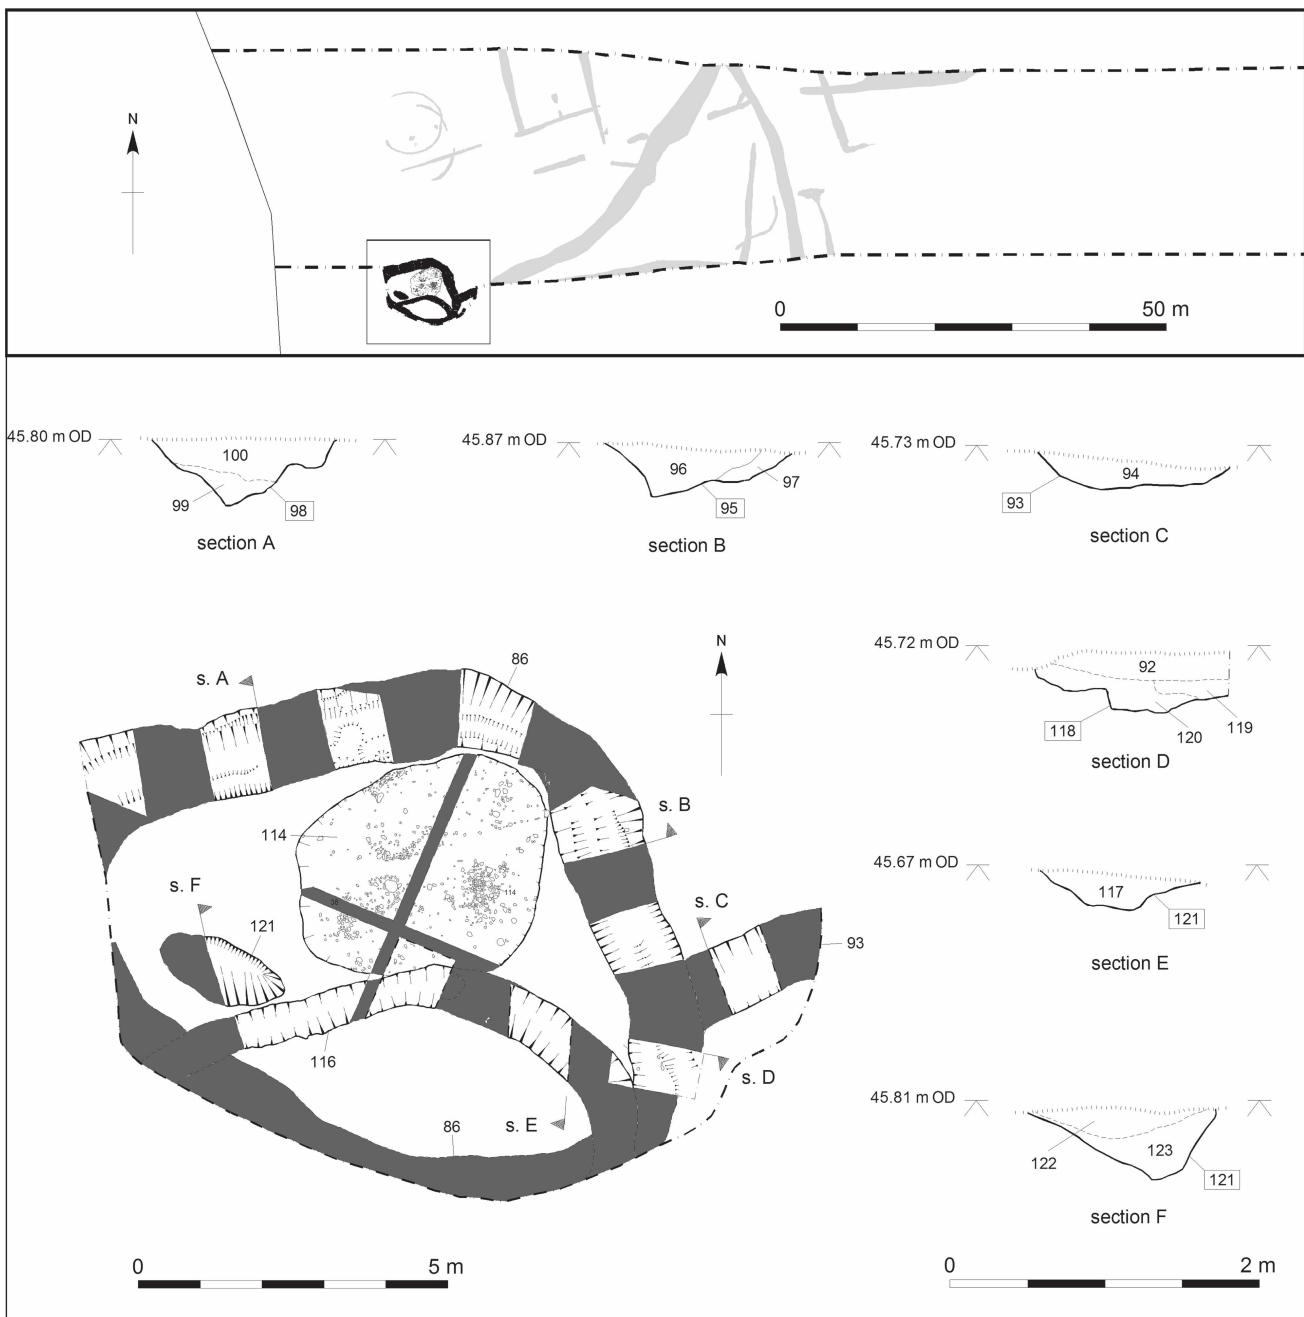 N
0 50 m
45.80 m OD
100
99
98
section A
45.87 m OD
96
97
95
section B
45.73 m OD
94
93
section C
45.72 m OD
92
118
120
119
section D
45.67 m OD
117
121
section E
45.81 m OD
122
123
121
section F
N
s. A
86
s. B
114
114
38
s. F
121
s. C
93
116
s. D
s. E
86
0 5 m
0 2 m